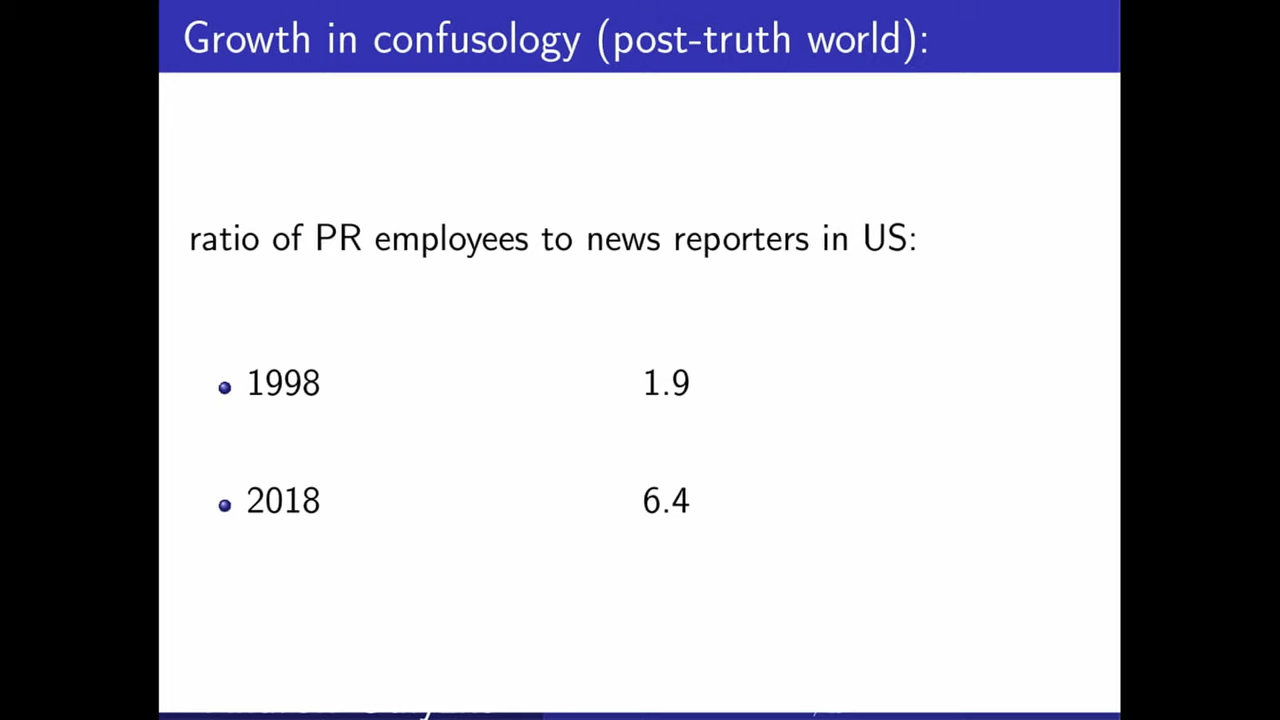 Growth in confusology (post-truth world):
ratio of PR employees to news reporters in US:
1998 1.9
2018 6.4